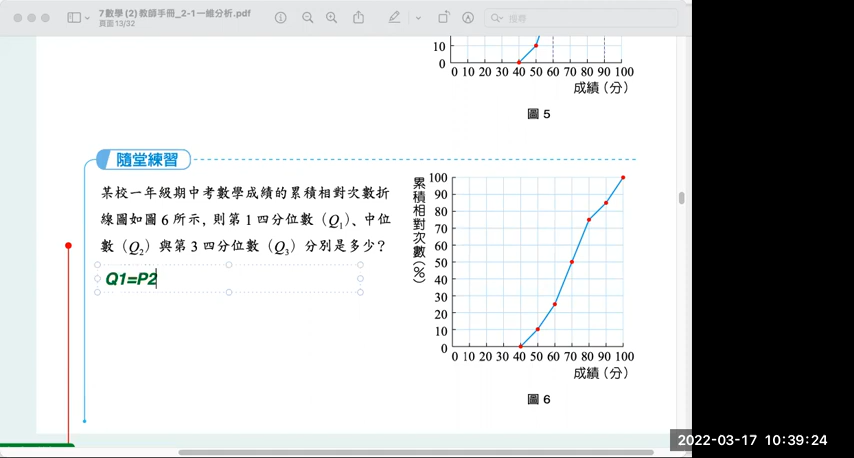 7數學 (2) 教師手冊_2-1一維分析.pdf
頁面13/32
搜尋
10
0
0 10 20 30 40 50 60 70 80 90 100
成績(分)
圖 5
隨堂練習
某校一年級期中考數學成績的累積相對次數折
線圖如圖 6 所示，則第 1 四分位數（Q₁）、中位
數（Q₂）與第 3 四分位數（Q₃）分別是多少？
Q1=P2
累積相對次數(%)
100
90
80
70
60
50
40
30
20
10
0
0 10 20 30 40 50 60 70 80 90 100
成績(分)
圖 6
2022-03-17 10:39:24